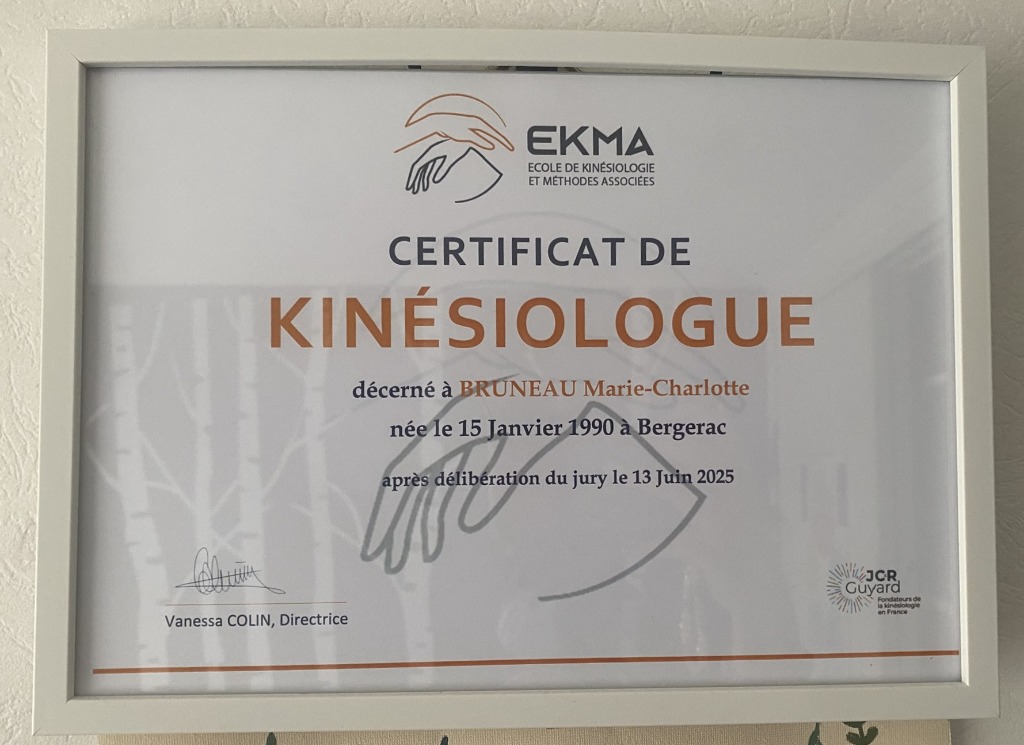 EKMA
ECOLE DE KINÉSIOLOGIE
ET MÉTHODES ASSOCIÉES
CERTIFICAT DE
KINÉSIOLOGUE
décerné à BRUNEAU Marie-Charlotte
née le 15 Janvier 1990 à Bergerac
après délibération du jury le 13 Juin 2025
Vanessa COLIN, Directrice
JCR
Guyard
Fondateurs de
la kinésiologie
en France